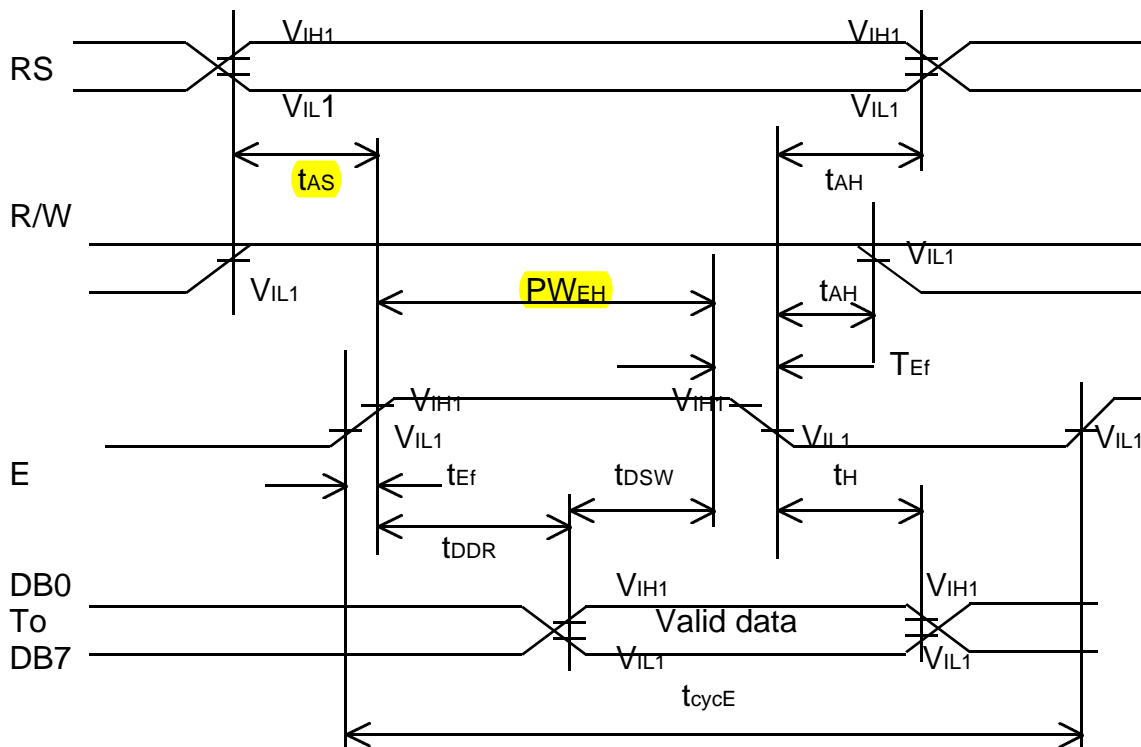 VIH1 VIH1
RS
VIL1 VIL1
tAS tAH
R/W
VIL1
VIL1 PWEH
tAH
TEf
VIH1 VIH1
VIL1 VIL1 VIL1
E tEf tDSW tH
tDDR
DB0 VIH1 VIH1
To Valid data
DB7 VIL1 VIL1
tcycE